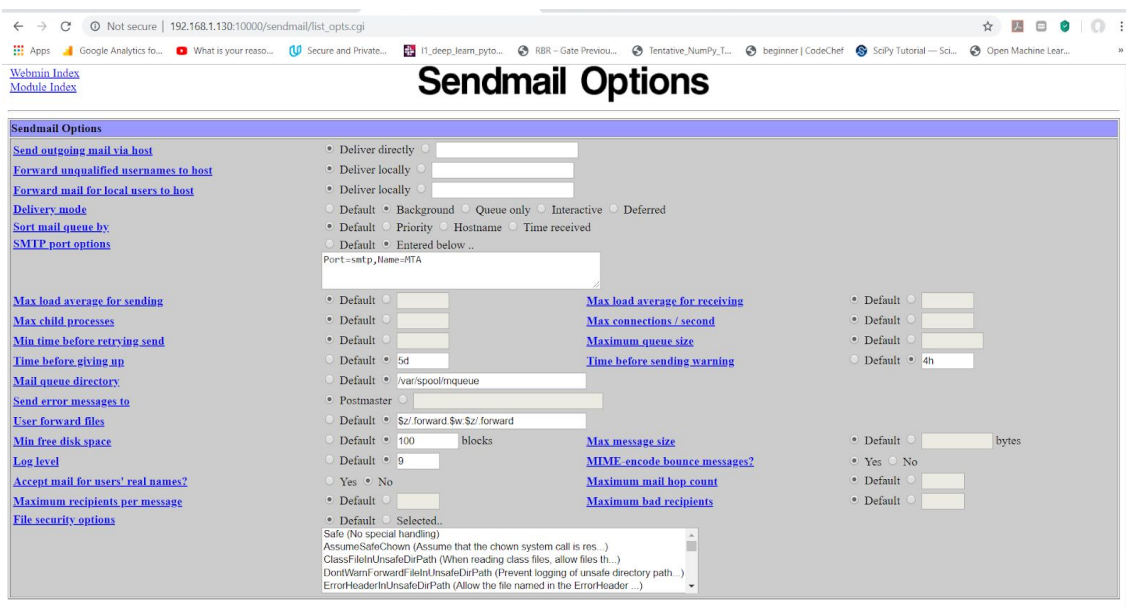 Not secure | 192.168.1.130:10000/sendmail/list_opts.cgi
Apps Google Analytics fo... What is your reaso... Secure and Private... l1_deep_learn_pyto... RBR – Gate Previou... Tentative_NumPy_T... beginner | CodeChef SciPy Tutorial — Sci... Open Machine Lear... »
Webmin Index
Module Index
Sendmail Options
Sendmail Options
Send outgoing mail via host Deliver directly
Forward unqualified usernames to host Deliver locally
Forward mail for local users to host Deliver locally
Delivery mode Default Background Queue only Interactive Deferred
Sort mail queue by Default Priority Hostname Time received
SMTP port options Default Entered below ..
Port=smtp,Name=MTA
Max load average for sending Default Max load average for receiving Default
Max child processes Default Max connections / second Default
Min time before retrying send Default Maximum queue size Default
Time before giving up Default 5d Time before sending warning Default 4h
Mail queue directory Default /var/spool/mqueue
Send error messages to Postmaster
User forward files Default $z/.forward.$w:$z/.forward
Min free disk space Default 100 blocks Max message size Default bytes
Log level Default 9 MIME-encode bounce messages? Yes No
Accept mail for users' real names? Yes No Maximum mail hop count Default
Maximum recipients per message Default Maximum bad recipients Default
File security options Default Selected..
Safe (No special handling)
AssumeSafeChown (Assume that the chown system call is res...)
ClassFileInUnsafeDirPath (When reading class files, allow files th...)
DontWarnForwardFileInUnsafeDirPath (Prevent logging of unsafe directory path...)
ErrorHeaderInUnsafeDirPath (Allow the file named in the ErrorHeader ...)